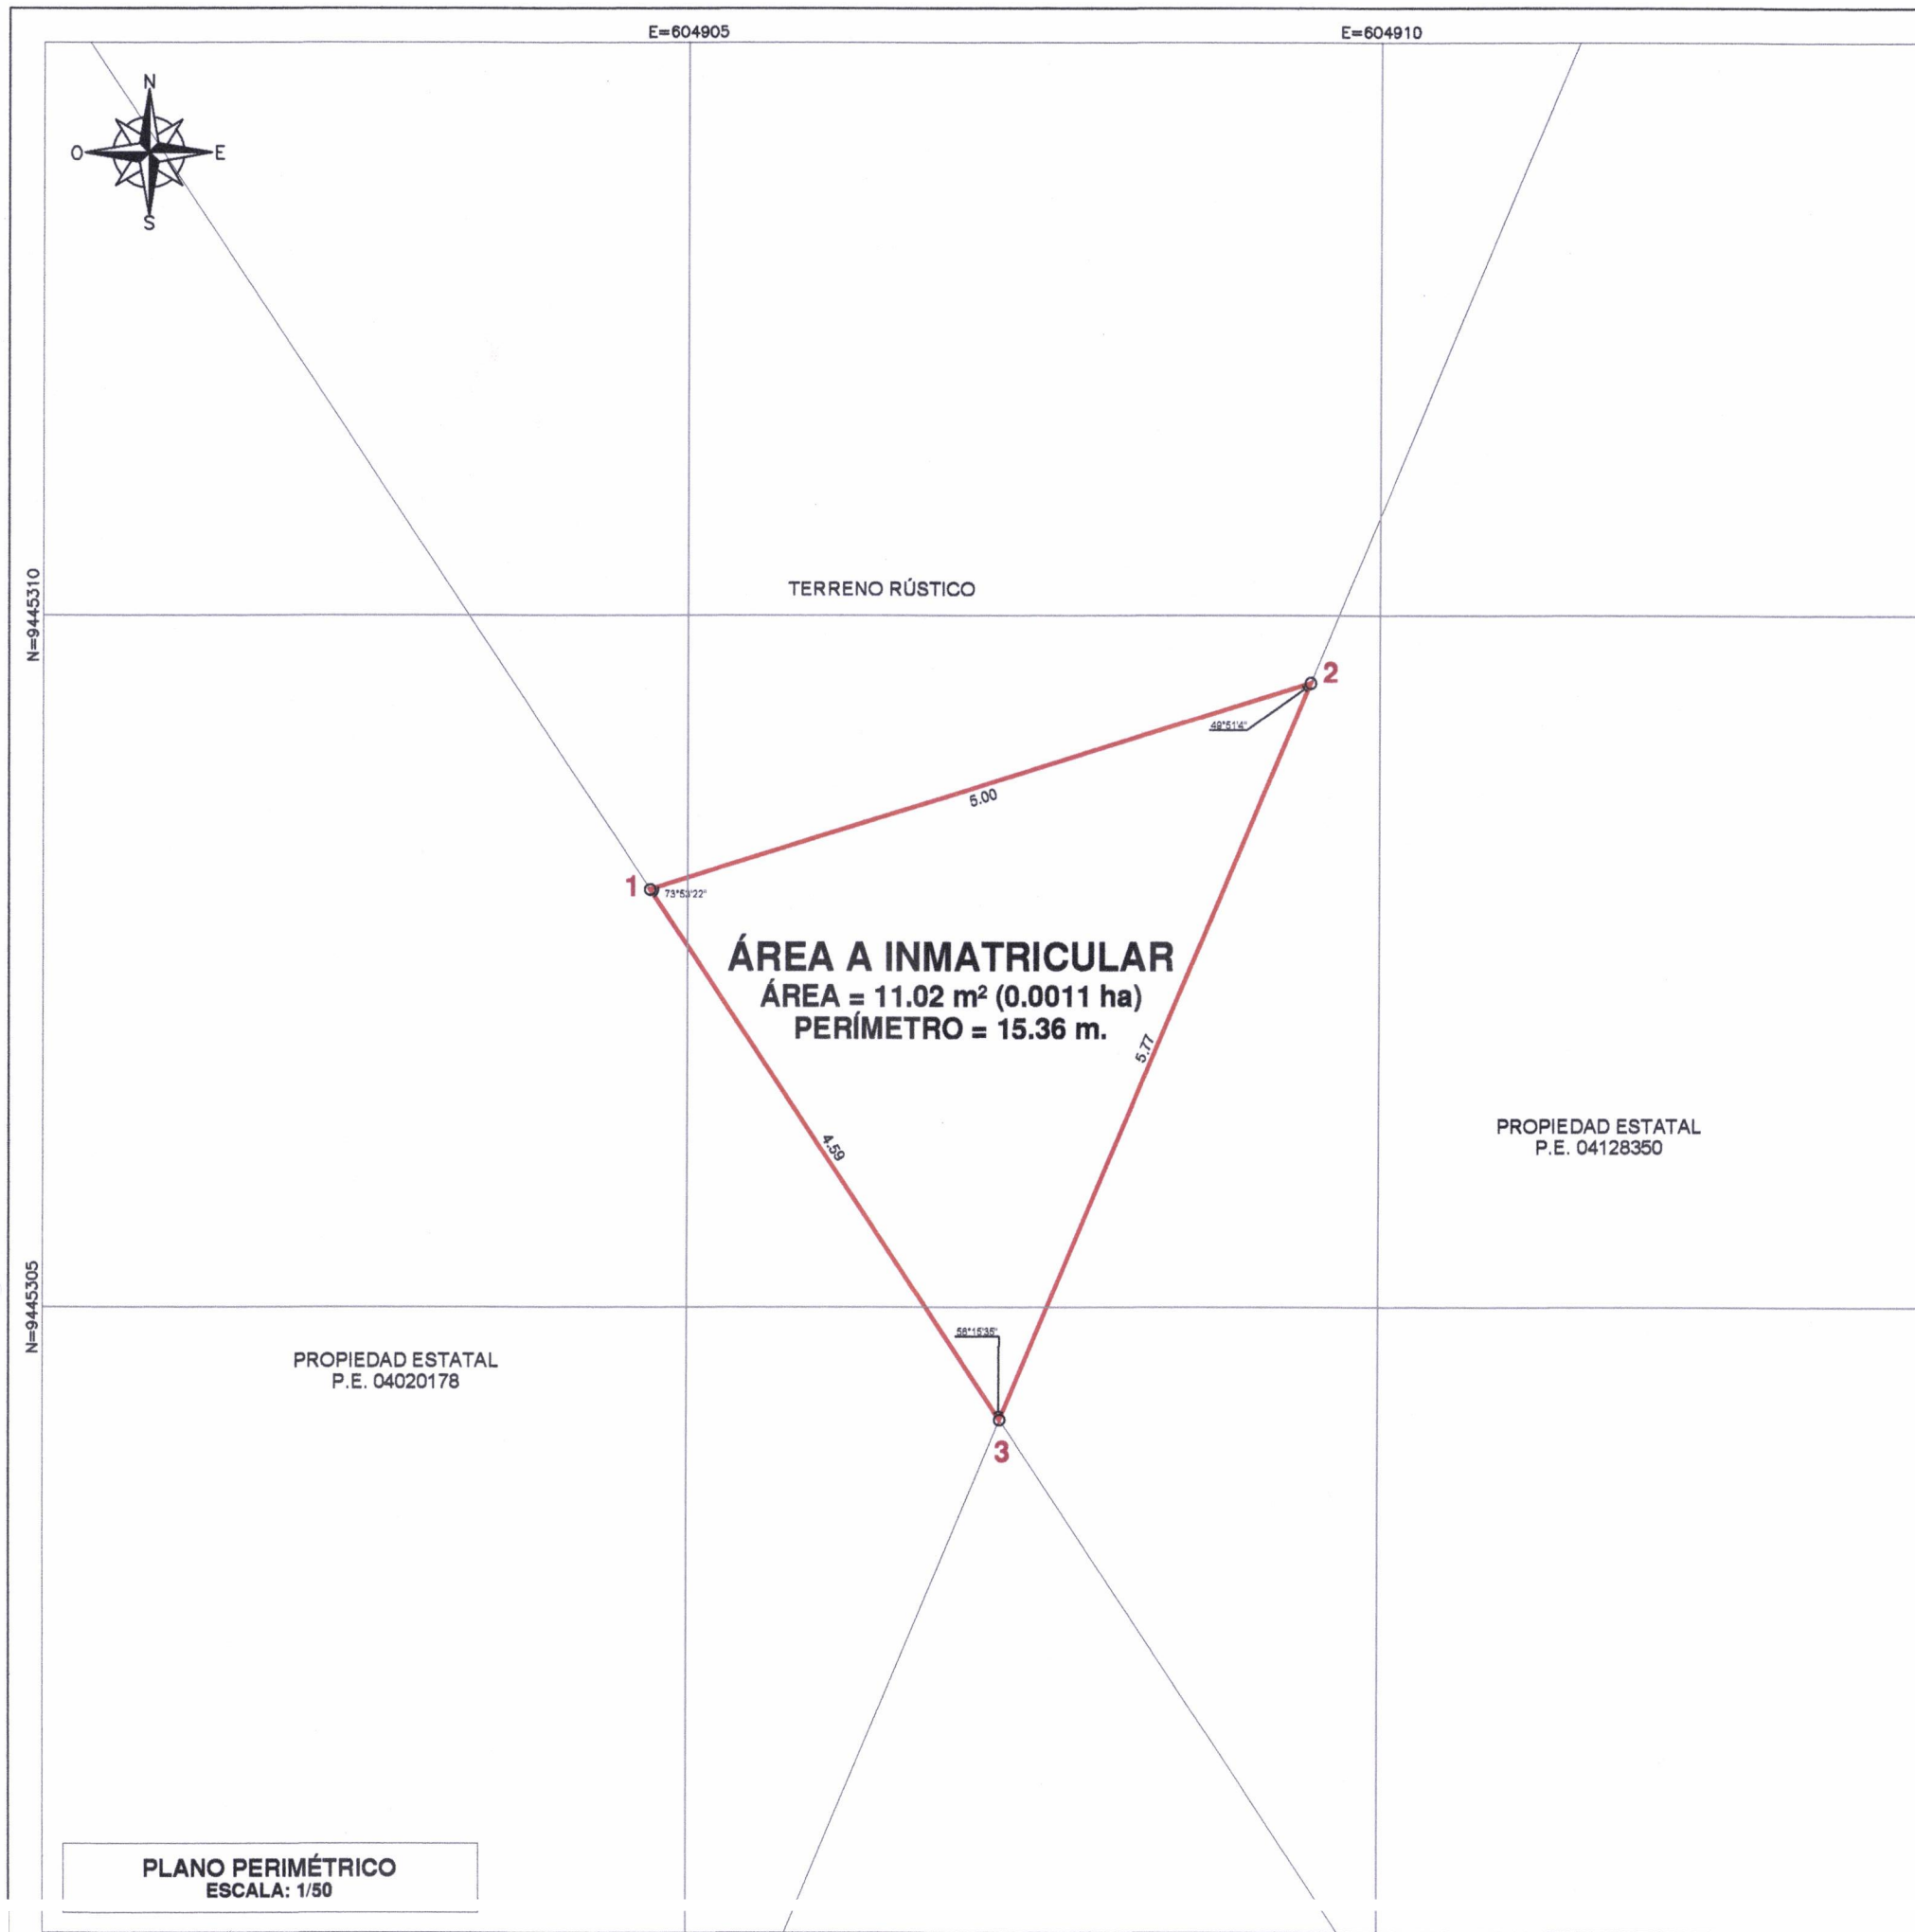 E=604905
E=604910
N
O
E
S
N=9445310
TERRENO RÚSTICO
2
49°51'4"
5.00
1
73°53'22"
ÁREA A INMATRICULAR
ÁREA = 11.02 m² (0.0011 ha)
PERÍMETRO = 15.36 m.
5.77
PROPIEDAD ESTATAL
P.E. 04128350
4.59
N=9445305
56°15'35"
PROPIEDAD ESTATAL
P.E. 04020178
3
PLANO PERIMÉTRICO
ESCALA: 1/50